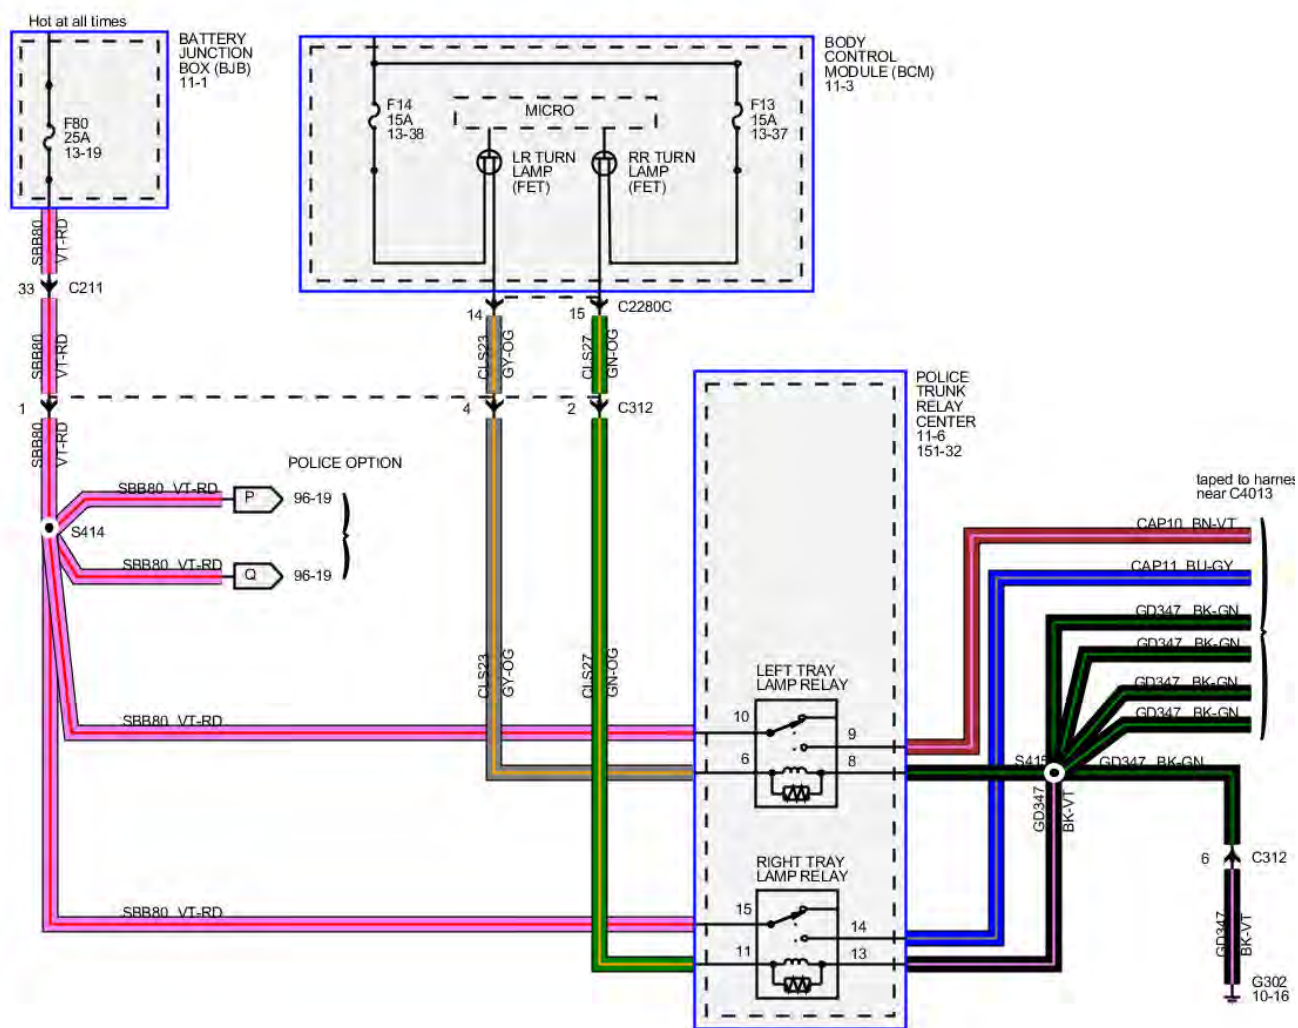 Hot at all times
BATTERY
JUNCTION
BOX (BJB)
11-1
F80
25A
13-19
BODY
CONTROL
MODULE (BCM)
11-3
F14
15A
13-38
MICRO
F13
15A
13-37
LR TURN
LAMP
(FET)
RR TURN
LAMP
(FET)
SBB80
VT-RD
33
C211
14
15
C2280C
SBB80
VT-RD
CLS23
GY-OG
CLS27
GN-OG
1
4
2
C312
SBB80
VT-RD
POLICE OPTION
SBB80 VT-RD
P
96-19
S414
SBB80 VT-RD
Q
96-19
POLICE
TRUNK
RELAY
CENTER
11-6
151-32
taped to harnes
near C4013
CAP10 BN-VT
CAP11 BU-GY
GD347 BK-GN
GD347 BK-GN
GD347 BK-GN
GD347 BK-GN
CLS23
GY-OG
CLS27
GN-OG
LEFT TRAY
LAMP RELAY
SBB80 VT-RD
10
9
6
8
S415
GD347 BK-GN
GD347
BK-VT
RIGHT TRAY
LAMP RELAY
6
C312
SBB80 VT-RD
15
14
11
13
GD347
BK-VT
G302
10-16